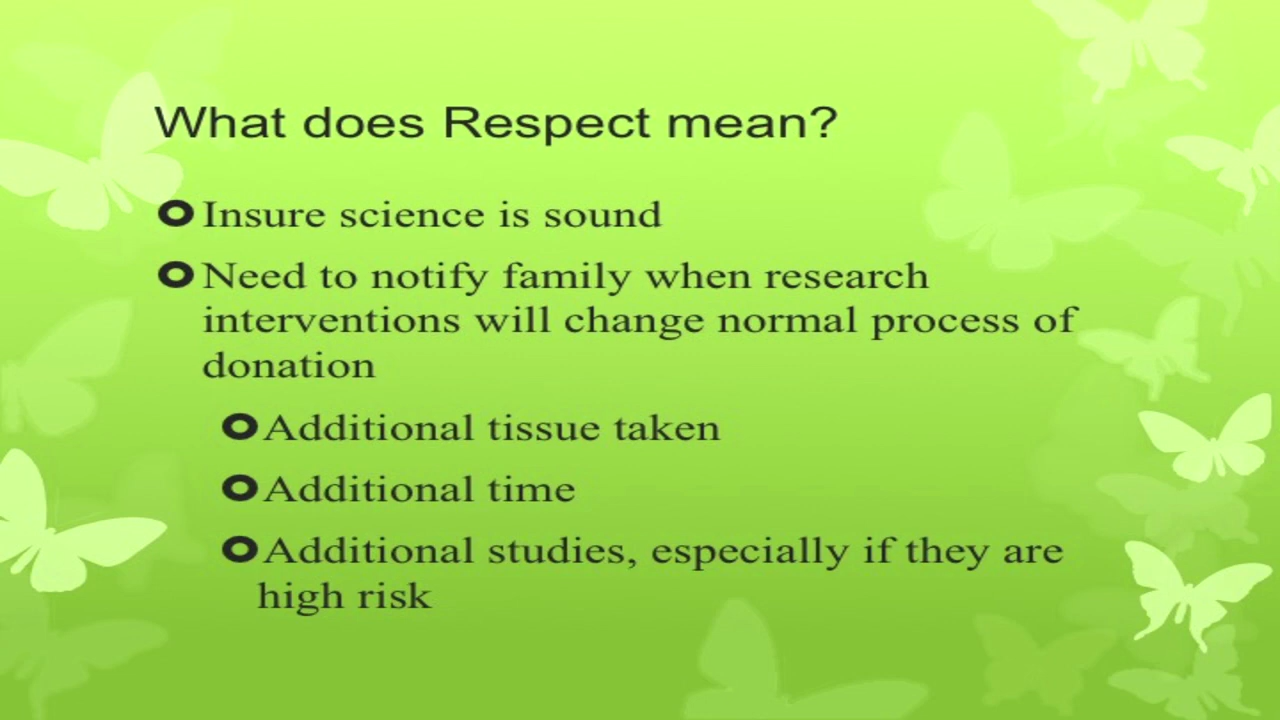 What does Respect mean?
Insure science is sound
Need to notify family when research
interventions will change normal process of
donation
Additional tissue taken
Additional time
Additional studies, especially if they are
high risk